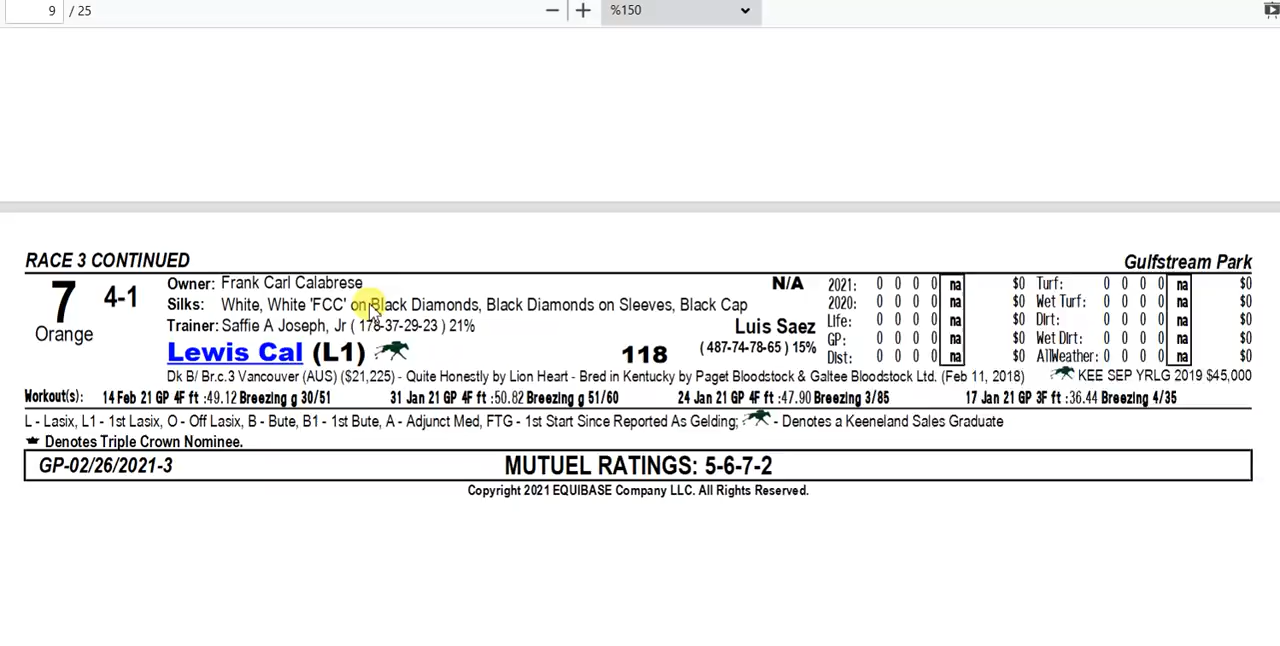 9 / 25 %150
RACE 3 CONTINUED Gulfstream Park
7 4-1
Orange
Owner: Frank Carl Calabrese
Silks: White, White 'FCC' on Black Diamonds, Black Diamonds on Sleeves, Black Cap
Trainer: Saffie A Joseph, Jr ( 178-37-29-23 ) 21%
Lewis Cal (L1)
118
N/A
Luis Saez
( 487-74-78-65 ) 15%
2021: 0 0 0 0 na $0 Turf: 0 0 0 0 na $0
2020: 0 0 0 0 na $0 Wet Turf: 0 0 0 0 na $0
Life: 0 0 0 0 na $0 Dirt: 0 0 0 0 na $0
GP: 0 0 0 0 na $0 Wet Dirt: 0 0 0 0 na $0
Dist: 0 0 0 0 na $0 AllWeather: 0 0 0 0 na $0
Dk B/ Br.c.3 Vancouver (AUS) ($21,225) - Quite Honestly by Lion Heart - Bred in Kentucky by Paget Bloodstock & Galtee Bloodstock Ltd. (Feb 11, 2018) KEE SEP YRLG 2019 $45,000
Workout(s): 14 Feb 21 GP 4F ft :49.12 Breezing g 30/51 31 Jan 21 GP 4F ft :50.82 Breezing g 51/60 24 Jan 21 GP 4F ft :47.90 Breezing 3/85 17 Jan 21 GP 3F ft :36.44 Breezing 4/35
L - Lasix, L1 - 1st Lasix, O - Off Lasix, B - Bute, B1 - 1st Bute, A - Adjunct Med, FTG - 1st Start Since Reported As Gelding; - Denotes a Keeneland Sales Graduate
Denotes Triple Crown Nominee.
GP-02/26/2021-3 MUTUEL RATINGS: 5-6-7-2
Copyright 2021 EQUIBASE Company LLC. All Rights Reserved.